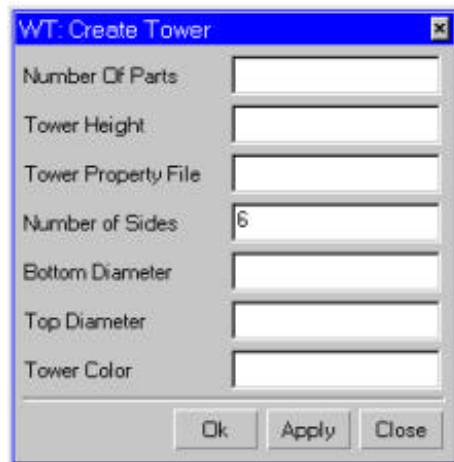 WT: Create Tower
Number Of Parts
Tower Height
Tower Property File
Number of Sides 6
Bottom Diameter
Top Diameter
Tower Color
Ok Apply Close